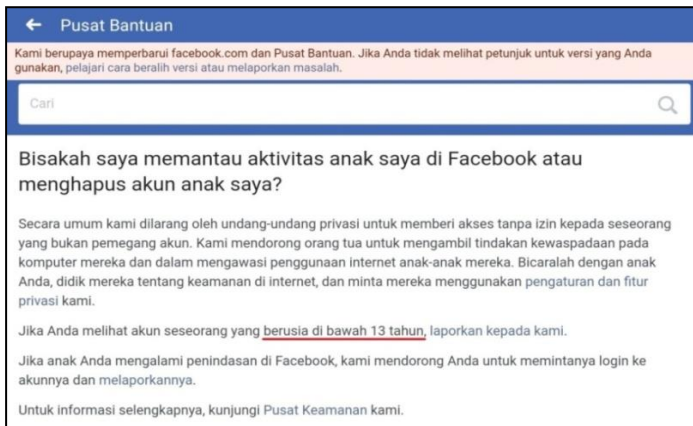 Pusat Bantuan
Kami berupaya memperbarui facebook.com dan Pusat Bantuan. Jika Anda tidak melihat petunjuk untuk versi yang Anda
gunakan, pelajari cara beralih versi atau melaporkan masalah.
Cari
Bisakah saya memantau aktivitas anak saya di Facebook atau
menghapus akun anak saya?
Secara umum kami dilarang oleh undang-undang privasi untuk memberi akses tanpa izin kepada seseorang
yang bukan pemegang akun. Kami mendorong orang tua untuk mengambil tindakan kewaspadaan pada
komputer mereka dan dalam mengawasi penggunaan internet anak-anak mereka. Bicaralah dengan anak
Anda, didik mereka tentang keamanan di internet, dan minta mereka menggunakan pengaturan dan fitur
privasi kami.
Jika Anda melihat akun seseorang yang berusia di bawah 13 tahun, laporkan kepada kami.
Jika anak Anda mengalami penindasan di Facebook, kami mendorong Anda untuk memintanya login ke
akunnya dan melaporkannya.
Untuk informasi selengkapnya, kunjungi Pusat Keamanan kami.